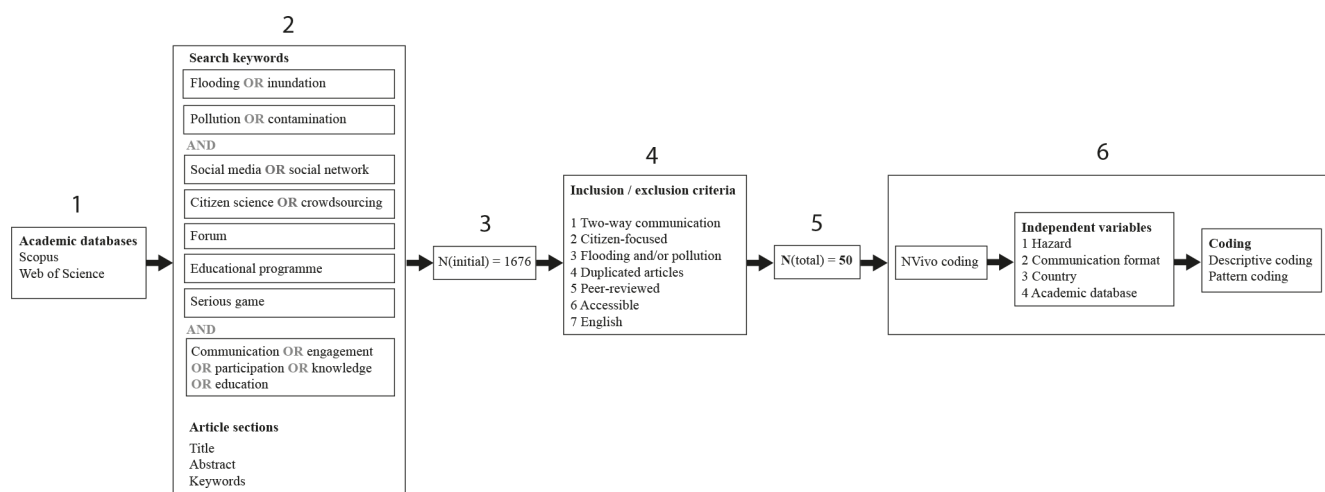 1
Academic databases
Scopus
Web of Science
2
Search keywords
Flooding OR inundation
Pollution OR contamination
AND
Social media OR social network
Citizen science OR crowdsourcing
Forum
Educational programme
Serious game
AND
Communication OR engagement
OR participation OR knowledge
OR education
Article sections
Title
Abstract
Keywords
3
N(initial) = 1676
4
Inclusion / exclusion criteria
1 Two-way communication
2 Citizen-focused
3 Flooding and/or pollution
4 Duplicated articles
5 Peer-reviewed
6 Accessible
7 English
5
N(total) = 50
6
NVivo coding
Independent variables
1 Hazard
2 Communication format
3 Country
4 Academic database
Coding
Descriptive coding
Pattern coding